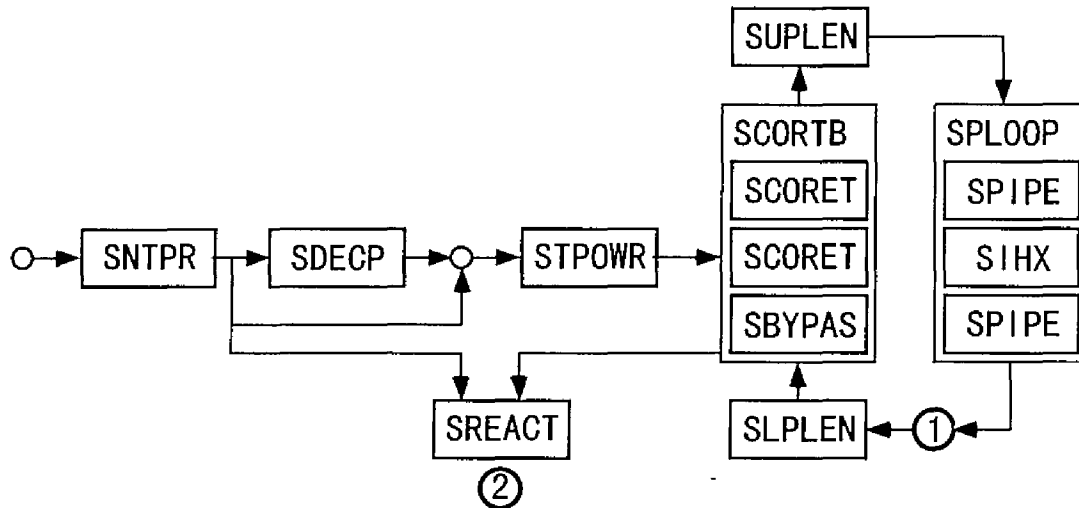 SUPLEN
SCORTB
SCORET
SCORET
SBYPAS
SPLOOP
SPIPE
SIHX
SPIPE
SNTPR
SDECP
STPOWR
SREACT
SLPLEN
1
2